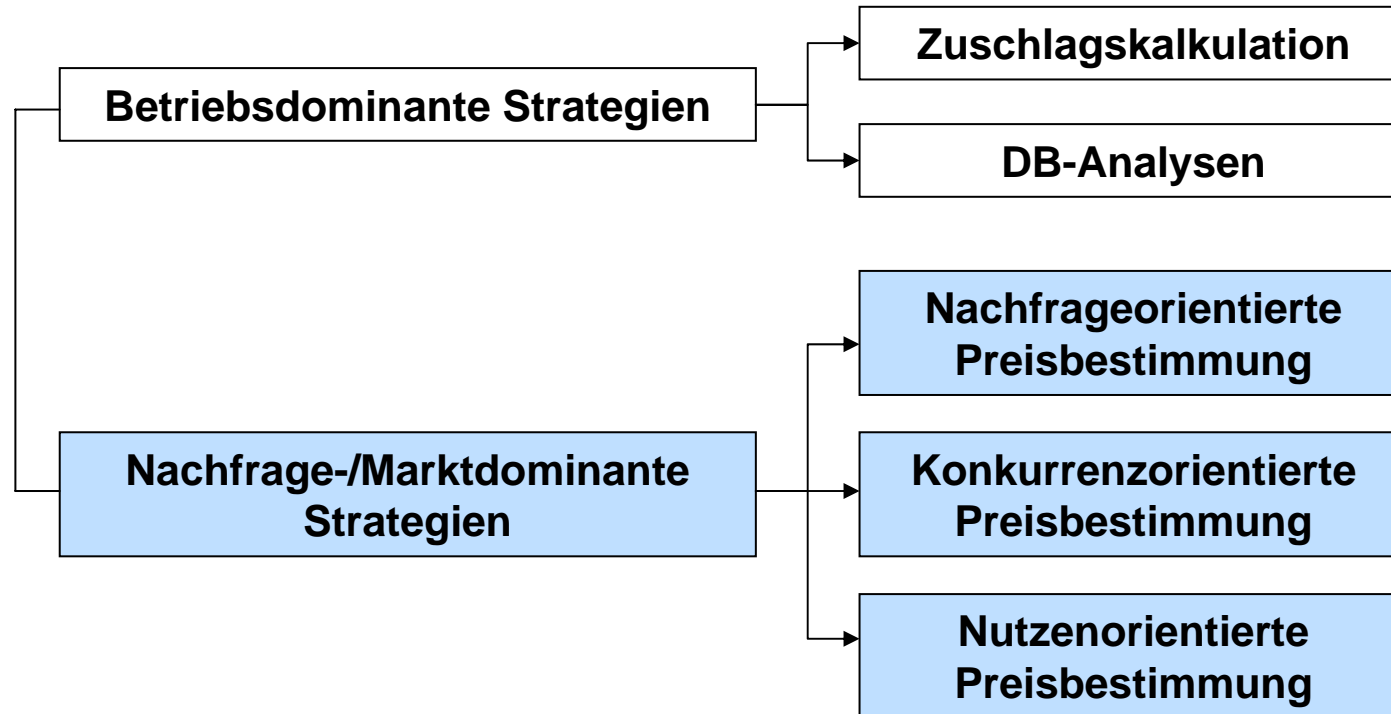 Betriebsdominante Strategien
Zuschlagskalkulation
DB-Analysen
Nachfrage-/Marktdominante
Strategien
Nachfrageorientierte
Preisbestimmung
Konkurrenzorientierte
Preisbestimmung
Nutzenorientierte
Preisbestimmung